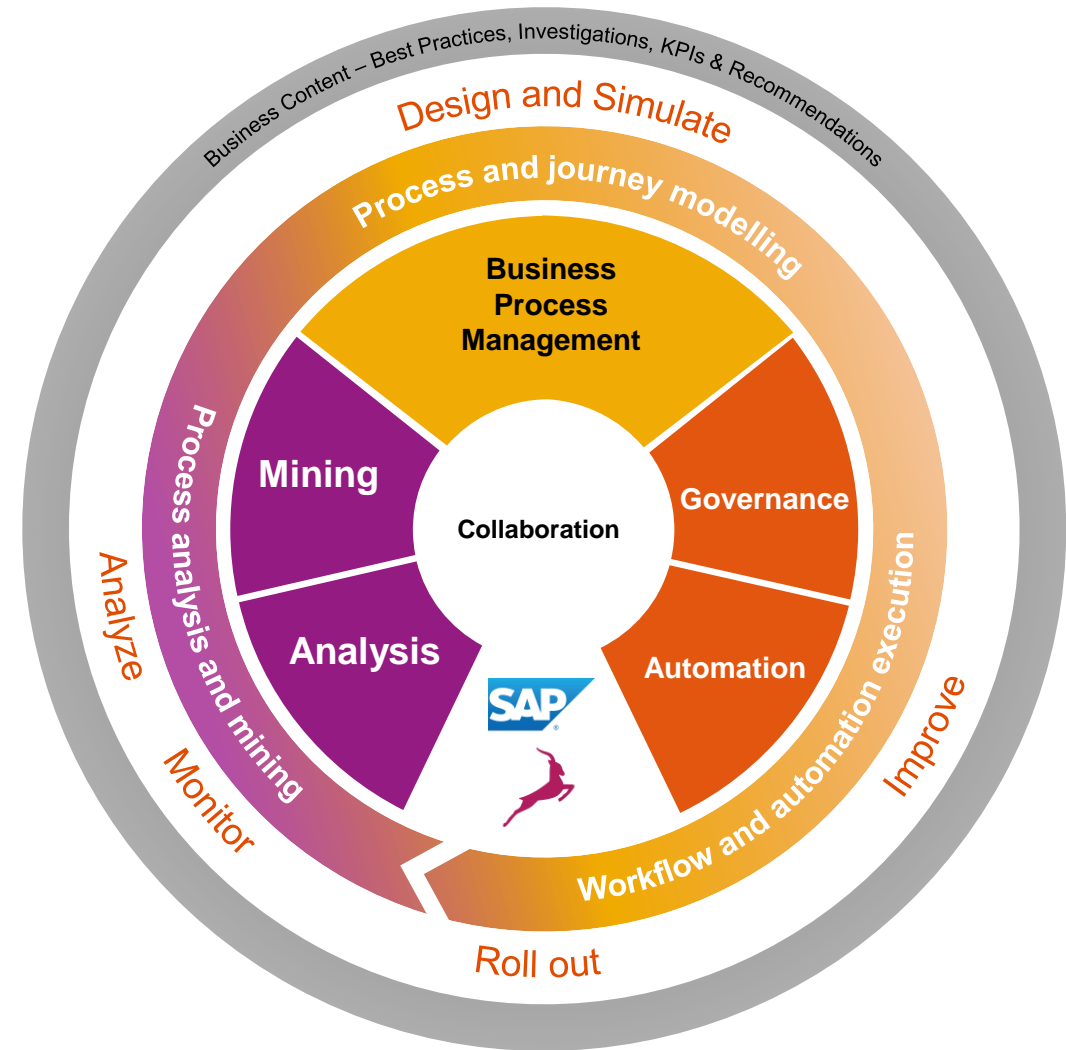 Business Content – Best Practices, Investigations, KPIs & Recommendations
Design and Simulate
Process and journey modelling
Business
Process
Management
Mining
Governance
Collaboration
Analysis
Automation
Process analysis and mining
Workflow and automation execution
Analyze
Monitor
Improve
Roll out
SAP®